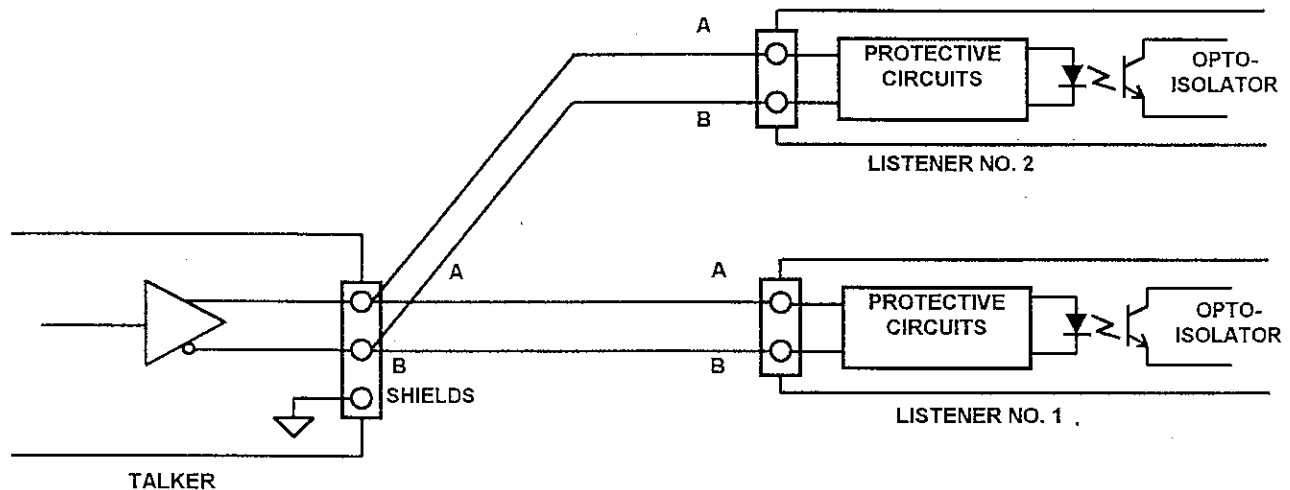 A
PROTECTIVE
CIRCUITS
OPTO-
ISOLATOR
B
LISTENER NO. 2
A
A
PROTECTIVE
CIRCUITS
OPTO-
ISOLATOR
B
B
SHIELDS
LISTENER NO. 1
TALKER